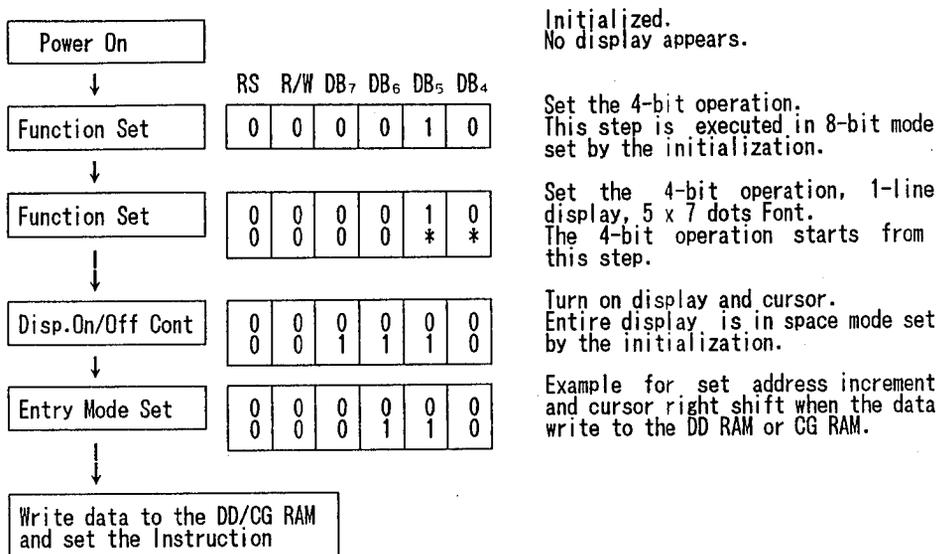 Power On
Initialized.
No display appears.
RS R/W DB₇ DB₆ DB₅ DB₄
Function Set
0 0 0 0 1 0
Set the 4-bit operation.
This step is executed in 8-bit mode
set by the initialization.
Function Set
0 0 0 0 1 0
0 0 0 0 * *
Set the 4-bit operation, 1-line
display, 5 x 7 dots Font.
The 4-bit operation starts from
this step.
Disp.On/Off Cont
0 0 0 0 0 0
0 0 1 1 1 0
Turn on display and cursor.
Entire display is in space mode set
by the initialization.
Entry Mode Set
0 0 0 0 0 0
0 0 0 1 1 0
Example for set address increment
and cursor right shift when the data
write to the DD RAM or CG RAM.
Write data to the DD/CG RAM
and set the Instruction